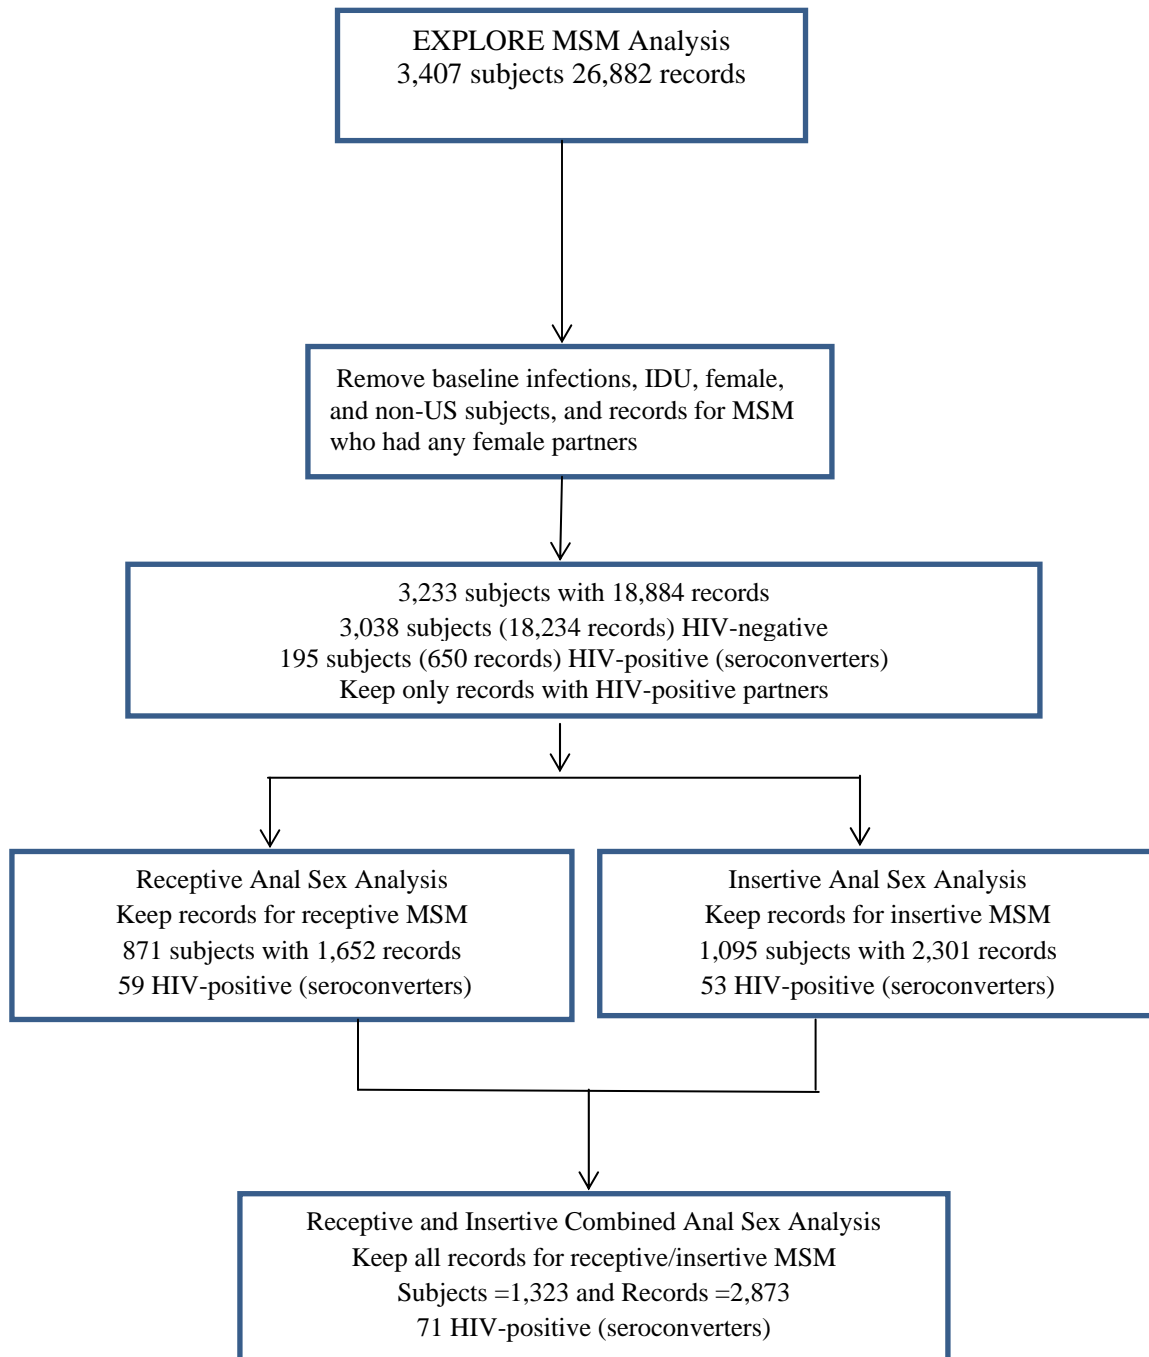 EXPLORE MSM Analysis
3,407 subjects 26,882 records
Remove baseline infections, IDU, female,
and non-US subjects, and records for MSM
who had any female partners
3,233 subjects with 18,884 records
3,038 subjects (18,234 records) HIV-negative
195 subjects (650 records) HIV-positive (seroconverters)
Keep only records with HIV-positive partners
Receptive Anal Sex Analysis
Keep records for receptive MSM
871 subjects with 1,652 records
59 HIV-positive (seroconverters)
Insertive Anal Sex Analysis
Keep records for insertive MSM
1,095 subjects with 2,301 records
53 HIV-positive (seroconverters)
Receptive and Insertive Combined Anal Sex Analysis
Keep all records for receptive/insertive MSM
Subjects =1,323 and Records =2,873
71 HIV-positive (seroconverters)